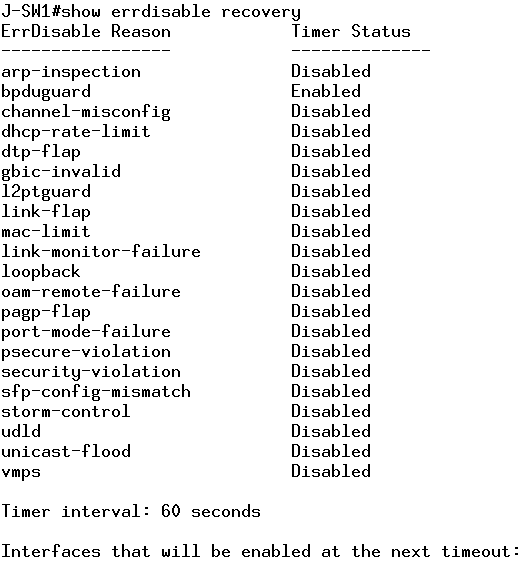 J-SW1#show errdisable recovery
ErrDisable Reason            Timer Status
-----------------            --------------
arp-inspection               Disabled
bpduguard                    Enabled
channel-misconfig            Disabled
dhcp-rate-limit              Disabled
dtp-flap                     Disabled
gbic-invalid                 Disabled
l2ptguard                    Disabled
link-flap                    Disabled
mac-limit                    Disabled
link-monitor-failure         Disabled
loopback                     Disabled
oam-remote-failure           Disabled
pagp-flap                    Disabled
port-mode-failure            Disabled
psecure-violation            Disabled
security-violation           Disabled
sfp-config-mismatch          Disabled
storm-control                Disabled
udld                         Disabled
unicast-flood                Disabled
vmps                         Disabled

Timer interval: 60 seconds

Interfaces that will be enabled at the next timeout: